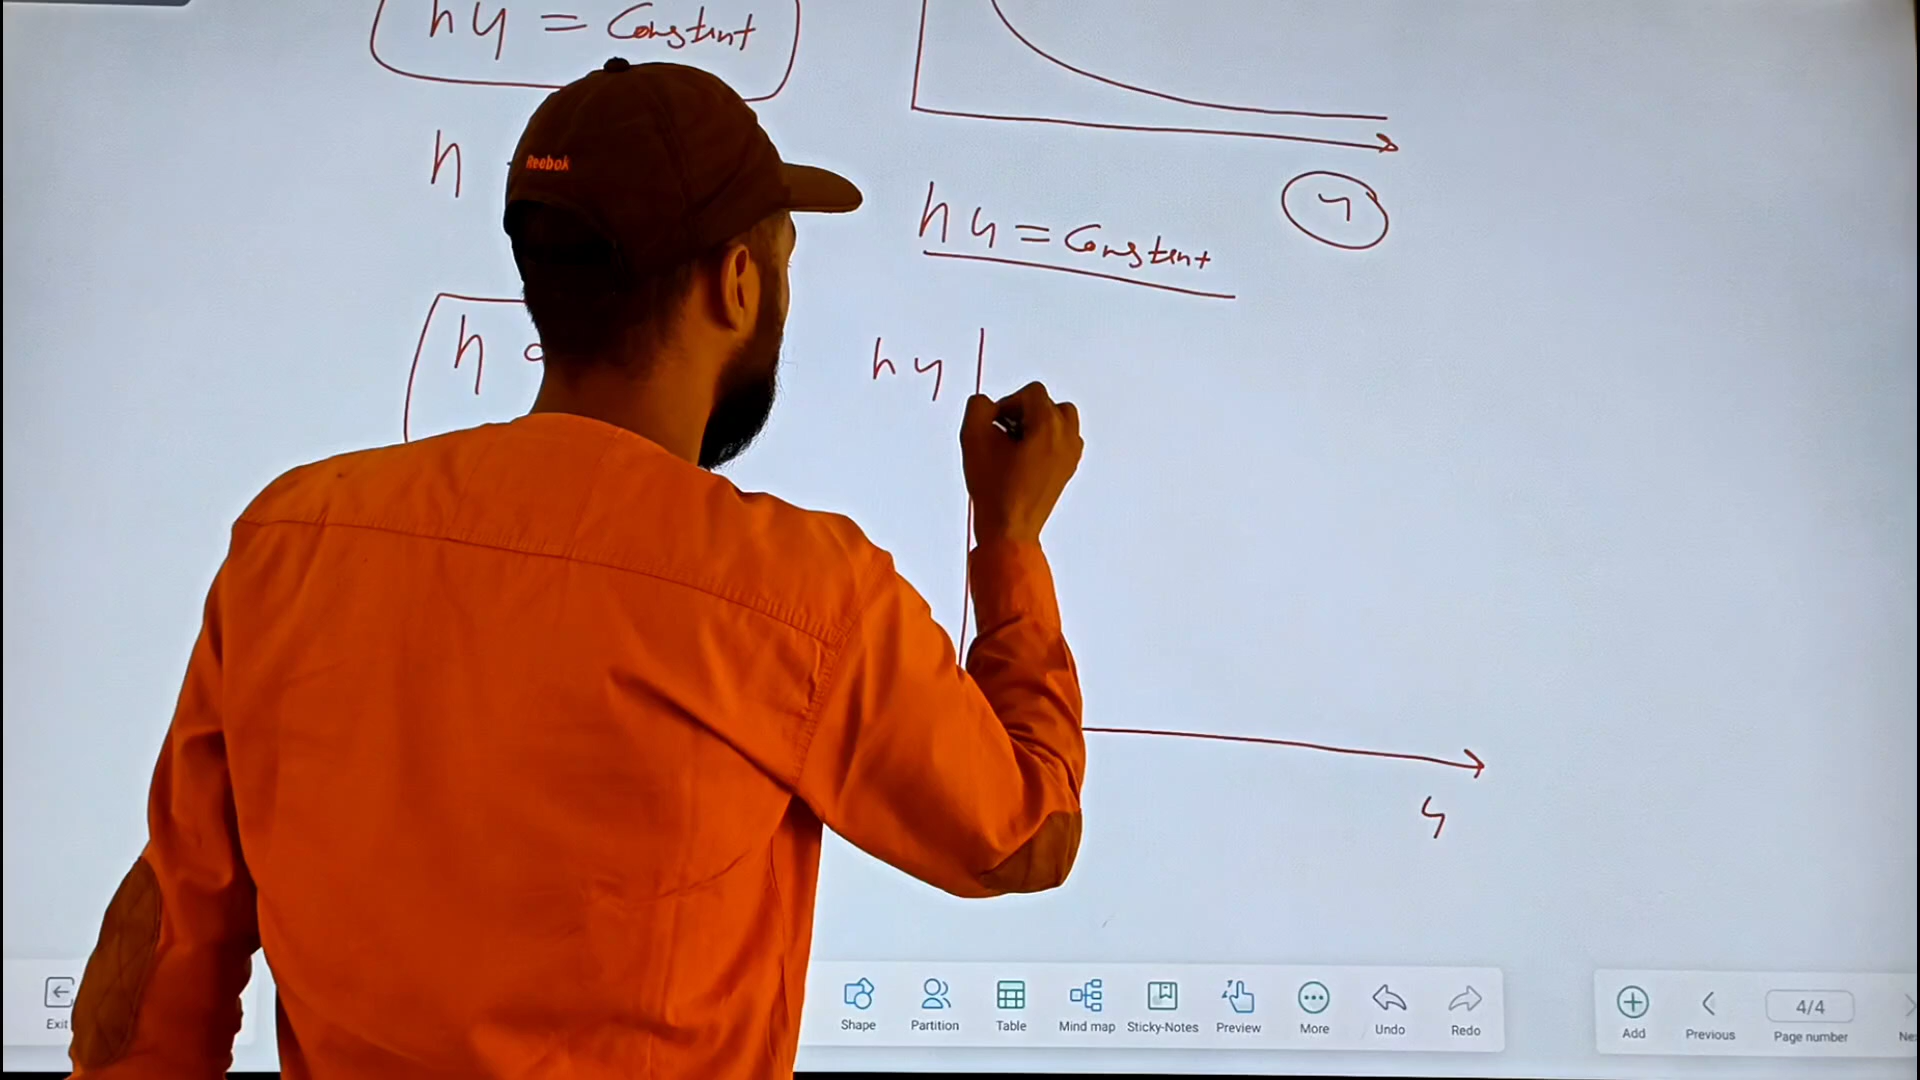 hy = Constant
h
Reebok
y
hy = Constant
h
hy
y
Exit
Shape
Partition
Table
Mind map
Sticky-Notes
Preview
More
Undo
Redo
Add
Previous
4/4
Page number